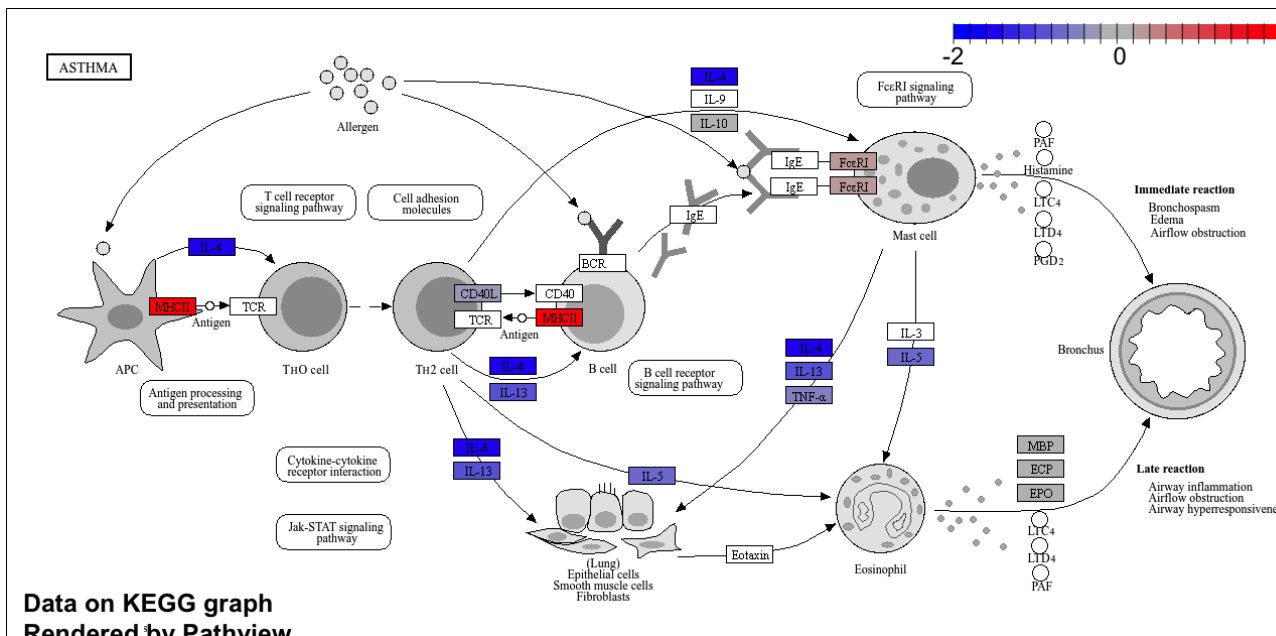 -2
0
ASTHMA
Allergen
IL-4
IL-9
IL-10
FcεRI signaling
pathway
IgE
FcεRI
IgE
FcεRI
Mast cell
PAF
Histamine
LTC4
LTD4
PGD2
Immediate reaction
Bronchospasm
Edema
Airflow obstruction
T cell receptor
signaling pathway
Cell adhesion
molecules
IgE
BCR
IL-4
MHCII
Antigen
TCR
APC
TH0 cell
CD40L
CD40
TCR
Antigen
MHCII
TH2 cell
B cell
IL-4
IL-13
B cell receptor
signaling pathway
IL-4
IL-13
TNF-α
IL-3
IL-5
Bronchus
Antigen processing
and presentation
Cytokine-cytokine
receptor interaction
Jak-STAT signaling
pathway
IL-4
IL-13
IL-5
(Lung)
Epithelial cells
Smooth muscle cells
Fibroblasts
Eotaxin
Eosinophil
MBP
ECP
EPO
LTC4
LTD4
PAF
Late reaction
Airway inflammation
Airflow obstruction
Airway hyperresponsivene
Data on KEGG graph
Rendered by Pathview